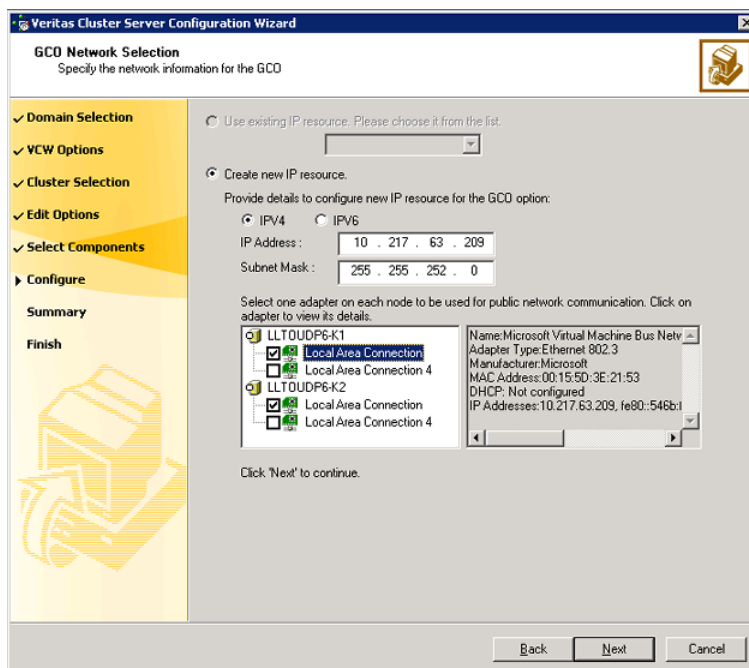 Veritas Cluster Server Configuration Wizard
GCO Network Selection
Specify the network information for the GCO
Domain Selection
VCW Options
Cluster Selection
Edit Options
Select Components
Configure
Summary
Finish
Use existing IP resource. Please choose it from the list.
Create new IP resource.
Provide details to configure new IP resource for the GCO option:
IPV4 IPV6
IP Address : 10 . 217 . 63 . 209
Subnet Mask : 255 . 255 . 252 . 0
Select one adapter on each node to be used for public network communication. Click on
adapter to view its details.
LLTOUDP6-K1
Local Area Connection
Local Area Connection 4
LLTOUDP6-K2
Local Area Connection
Local Area Connection 4
Name:Microsoft Virtual Machine Bus Netw
Adapter Type:Ethernet 802.3
Manufacturer:Microsoft
MAC Address:00:15:5D:3E:21:53
DHCP: Not configured
IP Addresses:10.217.63.209, fe80::546b:
Click 'Next' to continue.
Back Next Cancel